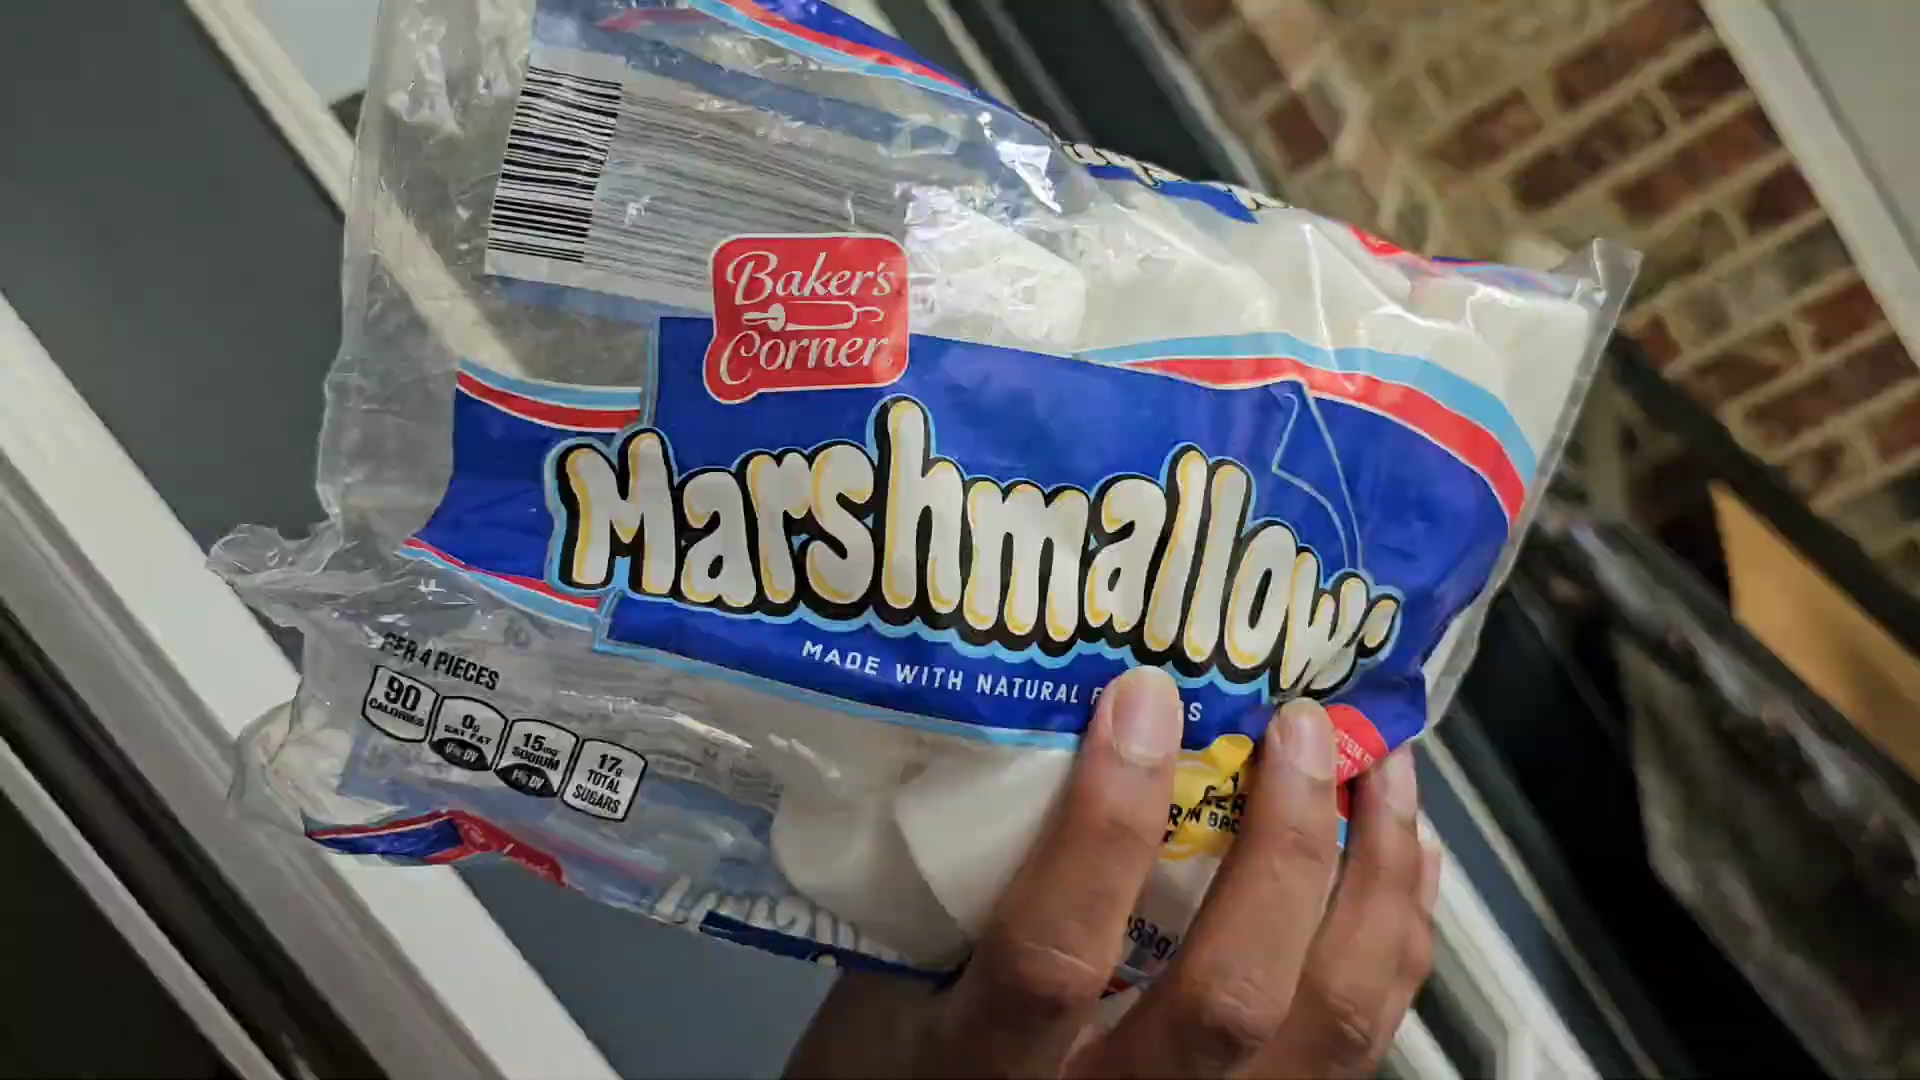 Baker's
Corner
Marshmallows
MADE WITH NATURAL
PER 4 PIECES
90
CALORIES
0g
SAT FAT
0% DV
15mg
SODIUM
1% DV
17g
TOTAL
SUGARS